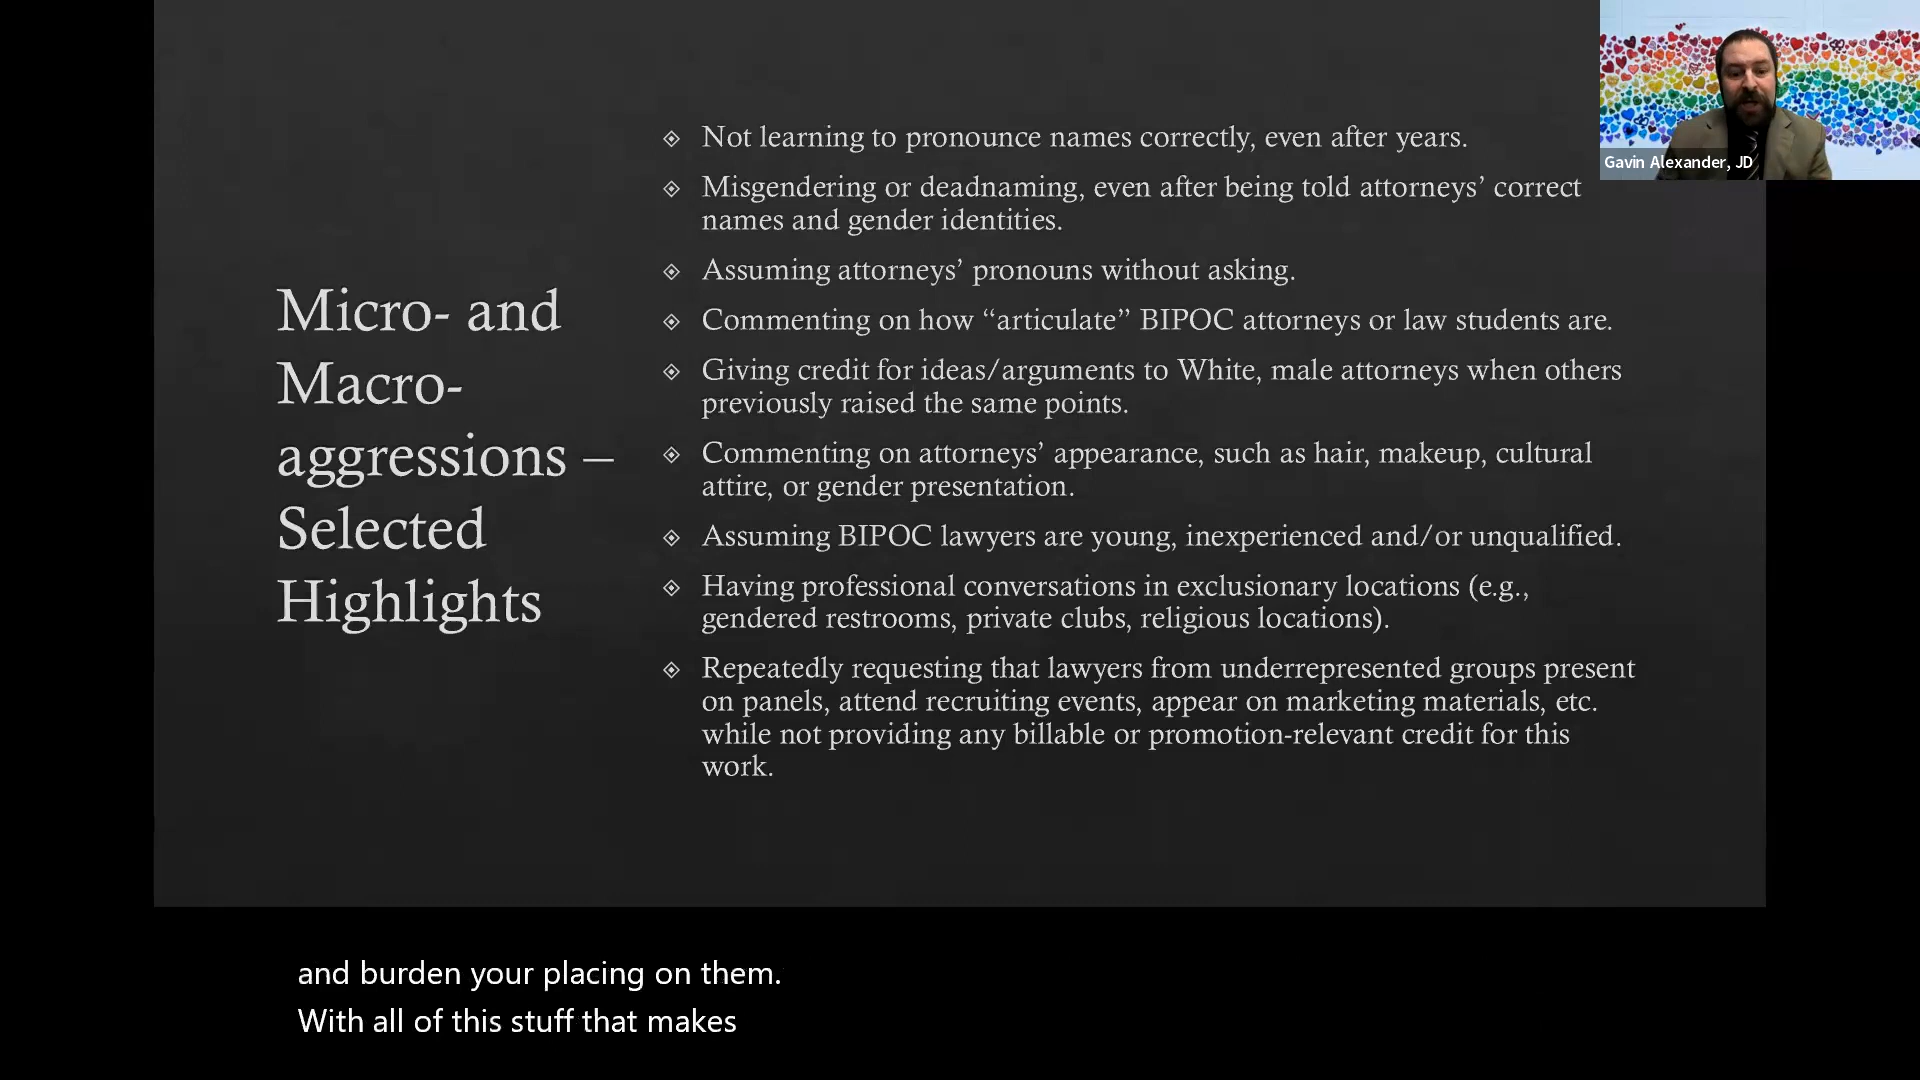 Micro- and
Macro-
aggressions –
Selected
Highlights
Not learning to pronounce names correctly, even after years.
Misgendering or deadnaming, even after being told attorneys’ correct
names and gender identities.
Assuming attorneys’ pronouns without asking.
Commenting on how “articulate” BIPOC attorneys or law students are.
Giving credit for ideas/arguments to White, male attorneys when others
previously raised the same points.
Commenting on attorneys’ appearance, such as hair, makeup, cultural
attire, or gender presentation.
Assuming BIPOC lawyers are young, inexperienced and/or unqualified.
Having professional conversations in exclusionary locations (e.g.,
gendered restrooms, private clubs, religious locations).
Repeatedly requesting that lawyers from underrepresented groups present
on panels, attend recruiting events, appear on marketing materials, etc.
while not providing any billable or promotion-relevant credit for this
work.
Gavin Alexander, JD
and burden your placing on them.
With all of this stuff that makes